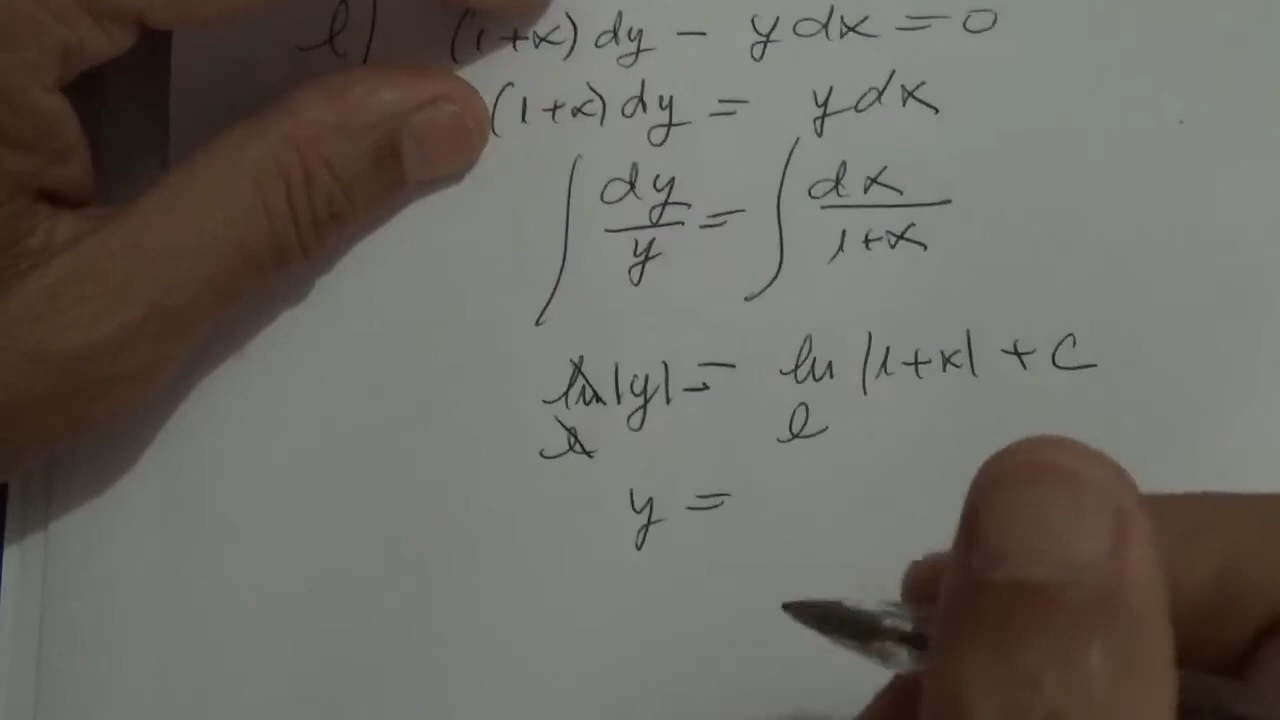 l) (1+x) dy - y dx = 0
(1+x) dy = y dx
∫ dy/y = ∫ dx/1+x
ln|y| = ln|1+x| + C
e e
y =